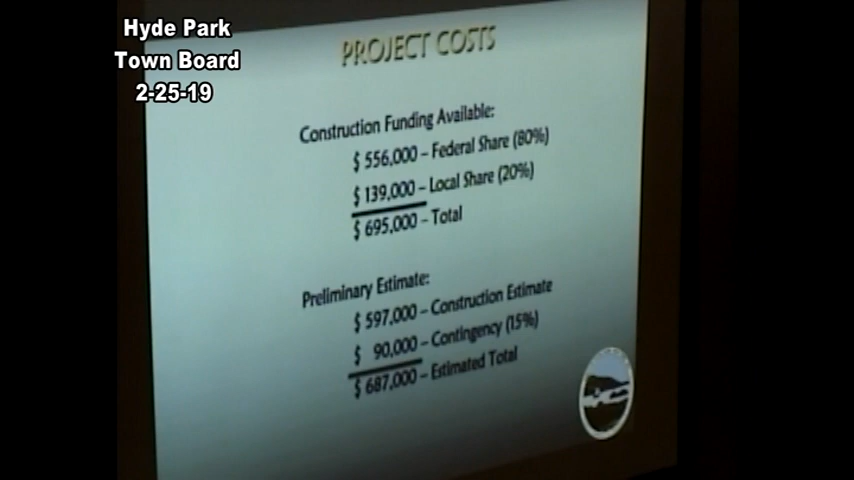 Hyde Park
Town Board
2-25-19
PROJECT COSTS
Construction Funding Available:
$ 556,000 – Federal Share (80%)
$ 139,000 – Local Share (20%)
$ 695,000 – Total
Preliminary Estimate:
$ 597,000 – Construction Estimate
$ 90,000 – Contingency (15%)
$ 687,000 – Estimated Total